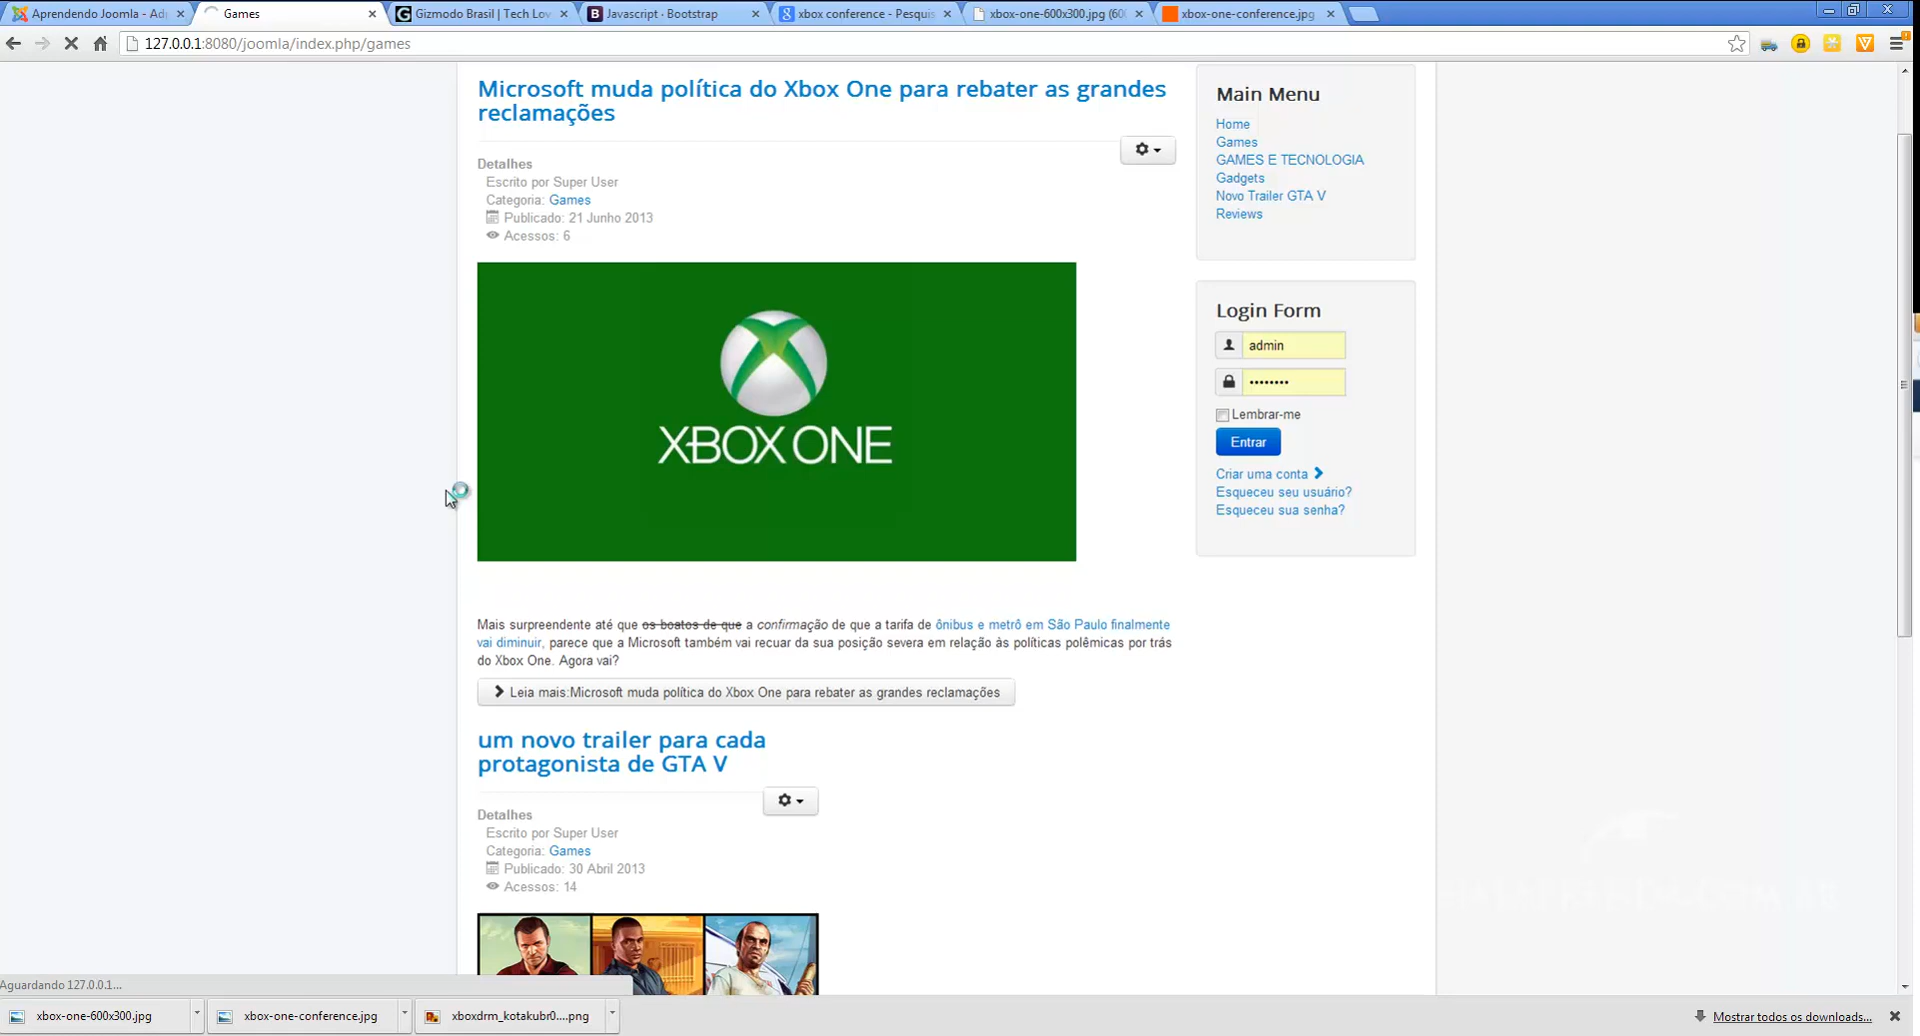 Aprendendo Joomla - Ad
Games
Gizmodo Brasil | Tech Lov
Javascript · Bootstrap
xbox conference - Pesquis
xbox-one-600x300.jpg (600
xbox-one-conference.jpg
127.0.0.1:8080/joomla/index.php/games
Microsoft muda política do Xbox One para rebater as grandes
reclamações
Detalhes
Escrito por Super User
Categoria: Games
Publicado: 21 Junho 2013
Acessos: 6
XBOX ONE
Mais surpreendente até que os boatos de que a confirmação de que a tarifa de ônibus e metrô em São Paulo finalmente
vai diminuir, parece que a Microsoft também vai recuar da sua posição severa em relação às políticas polêmicas por trás
do Xbox One. Agora vai?
Leia mais:Microsoft muda política do Xbox One para rebater as grandes reclamações
um novo trailer para cada
protagonista de GTA V
Detalhes
Escrito por Super User
Categoria: Games
Publicado: 30 Abril 2013
Acessos: 14
Main Menu
Home
Games
GAMES E TECNOLOGIA
Gadgets
Novo Trailer GTA V
Reviews
Login Form
admin
••••••••
Lembrar-me
Entrar
Criar uma conta
Esqueceu seu usuário?
Esqueceu sua senha?
Aguardando 127.0.0.1...
xbox-one-600x300.jpg
xbox-one-conference.jpg
xboxdrm_kotakubr0....png
Mostrar todos os downloads...